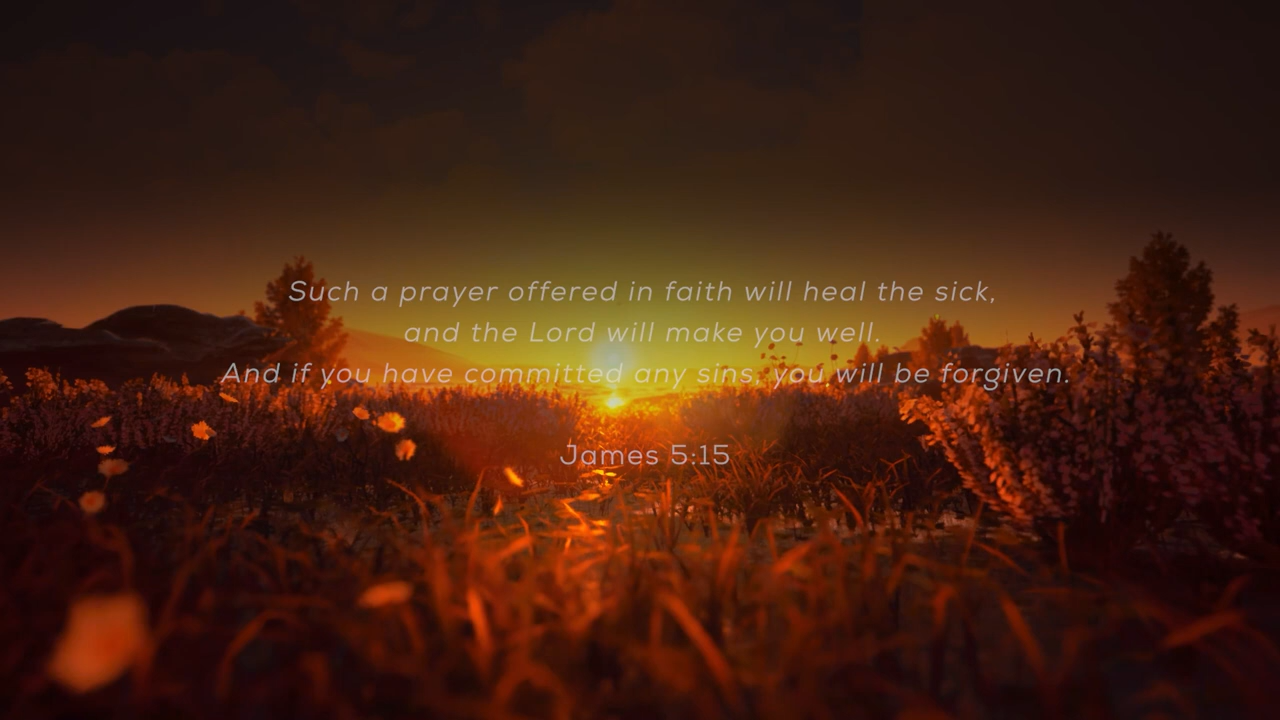 Such a prayer offered in faith will heal the sick,
and the Lord will make you well.
And if you have committed any sins, you will be forgiven.
James 5:15